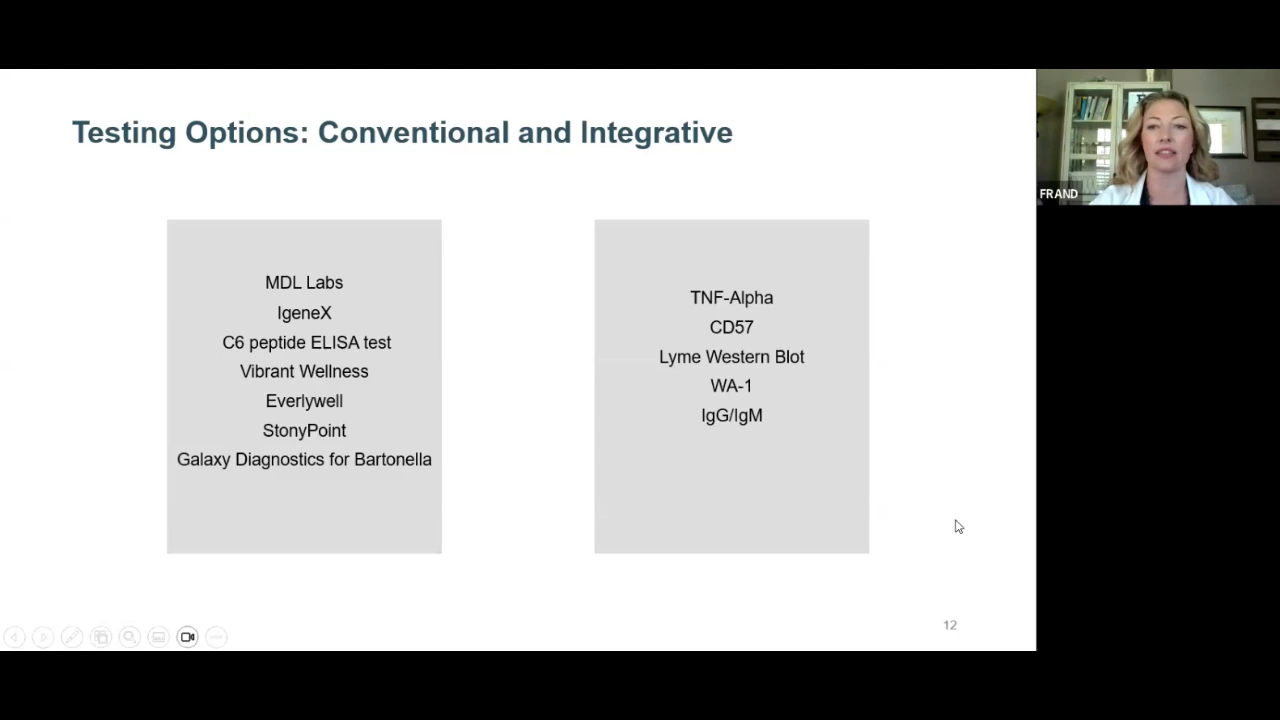 Testing Options: Conventional and Integrative
MDL Labs
IgeneX
C6 peptide ELISA test
Vibrant Wellness
Everlywell
StonyPoint
Galaxy Diagnostics for Bartonella
TNF-Alpha
CD57
Lyme Western Blot
WA-1
IgG/IgM
FRAND
12